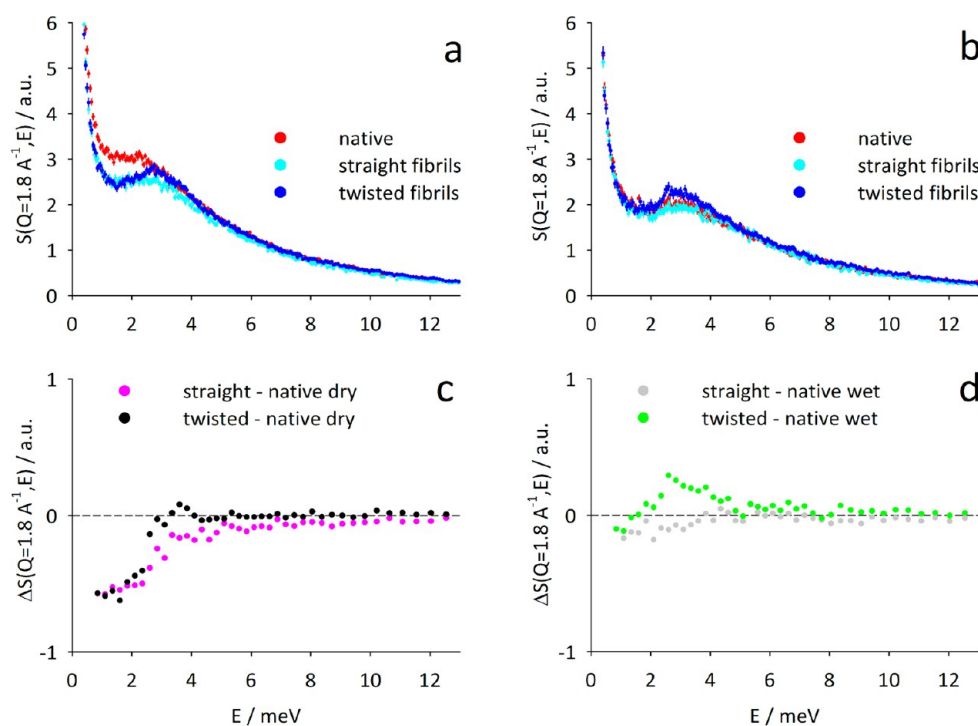 a
S(Q=1.8 A⁻¹,E) / a.u.
6
5
4
3
2
1
0
native
straight fibrils
twisted fibrils
0 2 4 6 8 10 12
b
S(Q=1.8 A⁻¹,E) / a.u.
6
5
4
3
2
1
0
native
straight fibrils
twisted fibrils
0 2 4 6 8 10 12
c
ΔS(Q=1.8 A⁻¹,E) / a.u.
1
0
-1
straight - native dry
twisted - native dry
0 2 4 6 8 10 12
E / meV
d
ΔS(Q=1.8 A⁻¹,E) / a.u.
1
0
-1
straight - native wet
twisted - native wet
0 2 4 6 8 10 12
E / meV